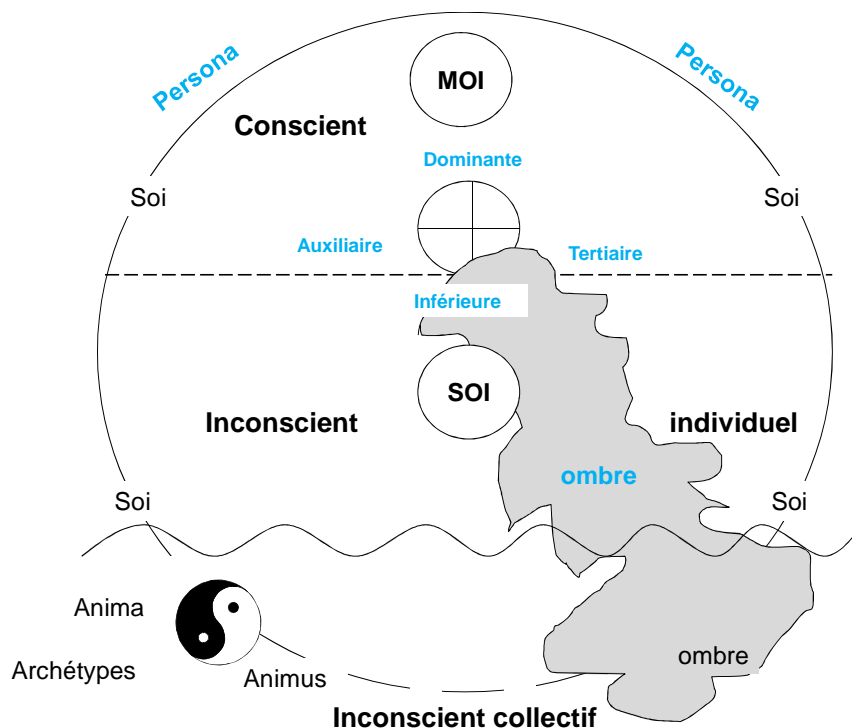 Persona
MOI
Persona
Conscient
Dominante
Soi
Soi
Auxiliaire
Tertiaire
Inférieure
SOI
Inconscient
individuel
ombre
Soi
Soi
Anima
ombre
Archétypes
Animus
Inconscient collectif